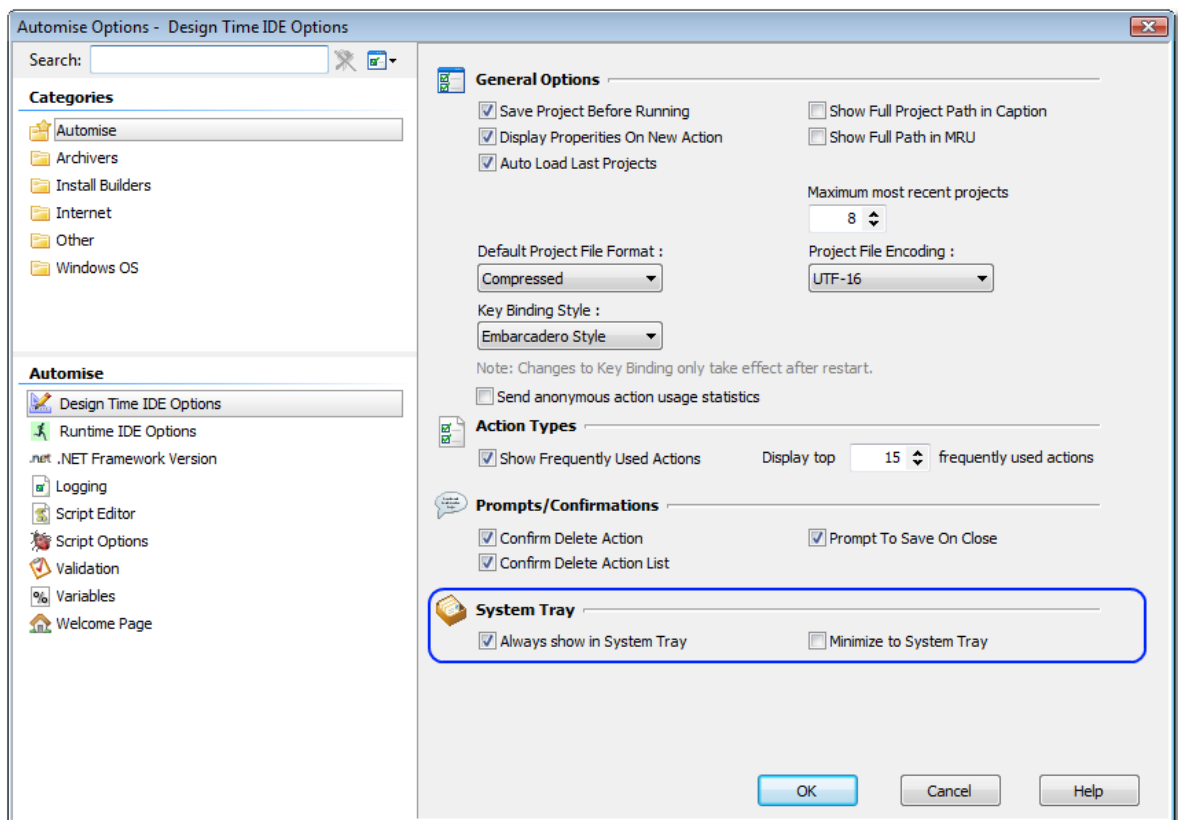 Automise Options - Design Time IDE Options
Search:
Categories
Automise
Archivers
Install Builders
Internet
Other
Windows OS
Automise
Design Time IDE Options
Runtime IDE Options
.net .NET Framework Version
Logging
Script Editor
Script Options
Validation
% Variables
Welcome Page
General Options
Save Project Before Running
Show Full Project Path in Caption
Display Properities On New Action
Show Full Path in MRU
Auto Load Last Projects
Maximum most recent projects
8
Default Project File Format :
Project File Encoding :
Compressed
UTF-16
Key Binding Style :
Embarcadero Style
Note: Changes to Key Binding only take effect after restart.
Send anonymous action usage statistics
Action Types
Show Frequently Used Actions
Display top 15 frequently used actions
Prompts/Confirmations
Confirm Delete Action
Prompt To Save On Close
Confirm Delete Action List
System Tray
Always show in System Tray
Minimize to System Tray
OK
Cancel
Help